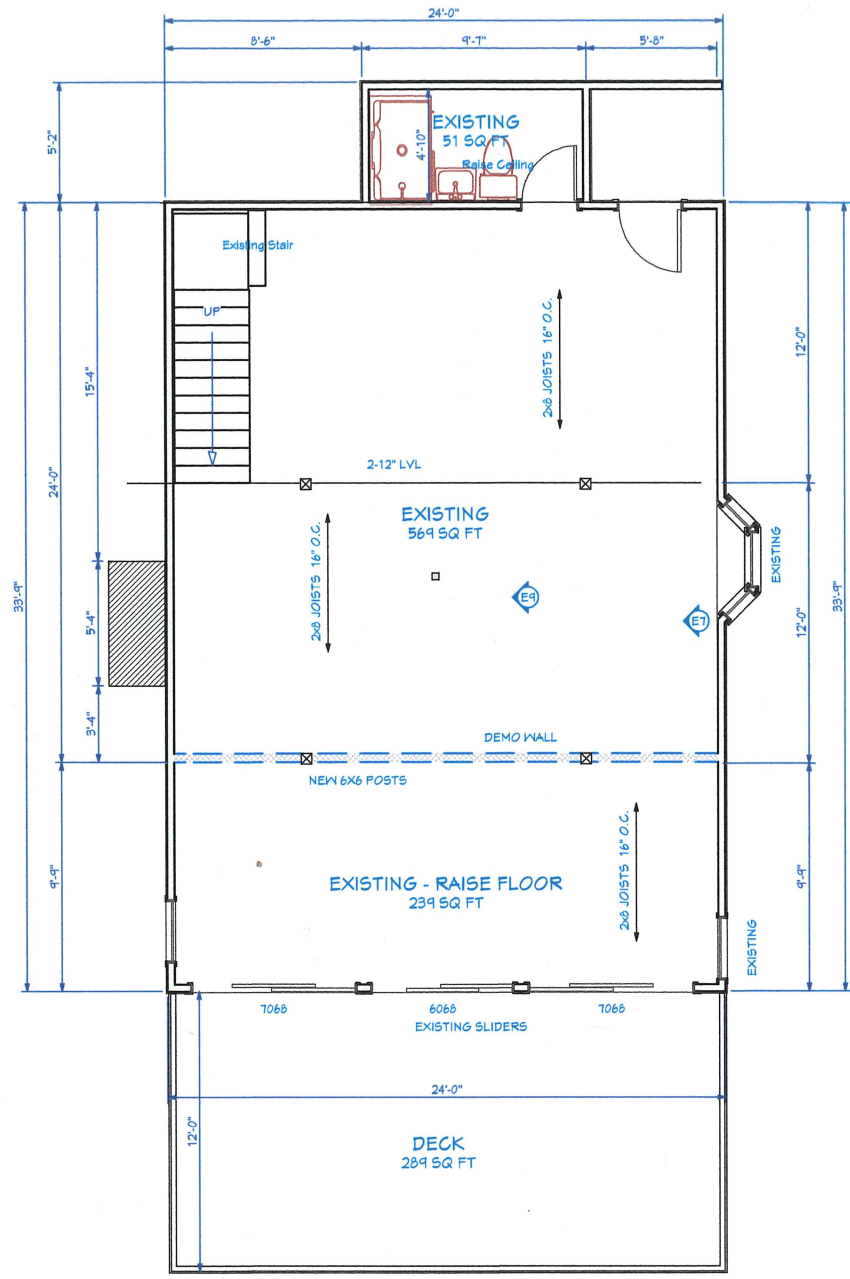 24'-0"
8'-6"
9'-7"
5'-8"
5'-2"
4'-10"
EXISTING
51 SQ FT
Raise Ceiling
Existing Stair
UP
2x8 JOISTS 16" O.C.
12'-0"
15'-4"
24'-0"
2-12" LVL
EXISTING
569 SQ FT
2x8 JOISTS 16" O.C.
EXISTING
33'-9"
33'-9"
E9
E7
5'-4"
12'-0"
3'-4"
DEMO WALL
NEW 6X6 POSTS
9'-9"
9'-9"
2x8 JOISTS 16" O.C.
EXISTING - RAISE FLOOR
239 SQ FT
EXISTING
7068
6068
7068
EXISTING SLIDERS
24'-0"
12'-0"
DECK
289 SQ FT